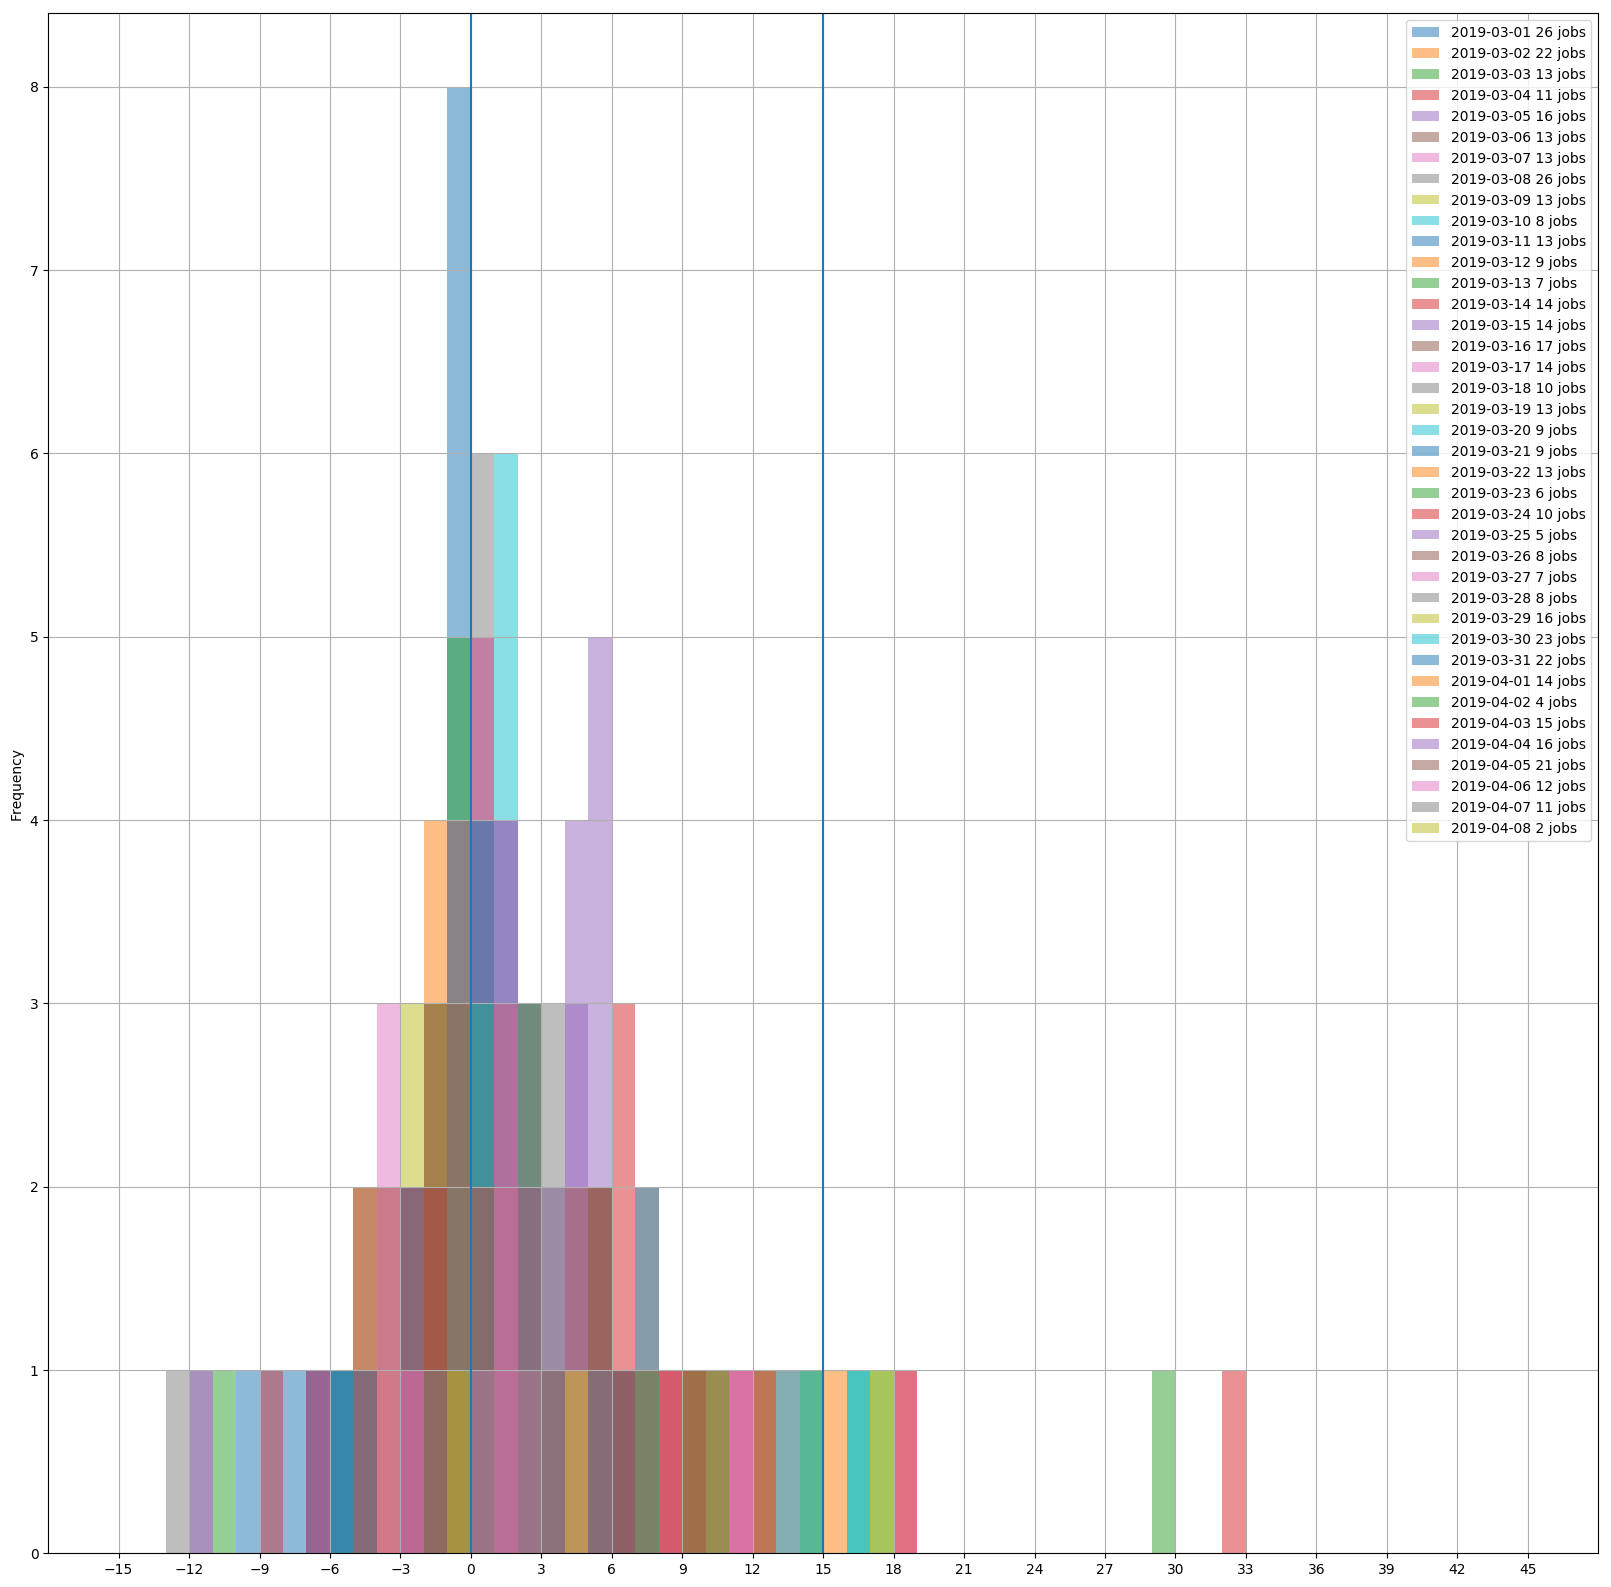 2019-03-01 26 jobs
2019-03-02 22 jobs
2019-03-03 13 jobs
2019-03-04 11 jobs
2019-03-05 16 jobs
2019-03-06 13 jobs
2019-03-07 13 jobs
2019-03-08 26 jobs
2019-03-09 13 jobs
2019-03-10 8 jobs
2019-03-11 13 jobs
2019-03-12 9 jobs
2019-03-13 7 jobs
2019-03-14 14 jobs
2019-03-15 14 jobs
2019-03-16 17 jobs
2019-03-17 14 jobs
2019-03-18 10 jobs
2019-03-19 13 jobs
2019-03-20 9 jobs
2019-03-21 9 jobs
2019-03-22 13 jobs
2019-03-23 6 jobs
2019-03-24 10 jobs
2019-03-25 5 jobs
2019-03-26 8 jobs
2019-03-27 7 jobs
2019-03-28 8 jobs
2019-03-29 16 jobs
2019-03-30 23 jobs
2019-03-31 22 jobs
2019-04-01 14 jobs
2019-04-02 4 jobs
2019-04-03 15 jobs
2019-04-04 16 jobs
2019-04-05 21 jobs
2019-04-06 12 jobs
2019-04-07 11 jobs
2019-04-08 2 jobs
Frequency
8
7
6
5
4
3
2
1
0
−15 −12 −9 −6 −3 0 3 6 9 12 15 18 21 24 27 30 33 36 39 42 45